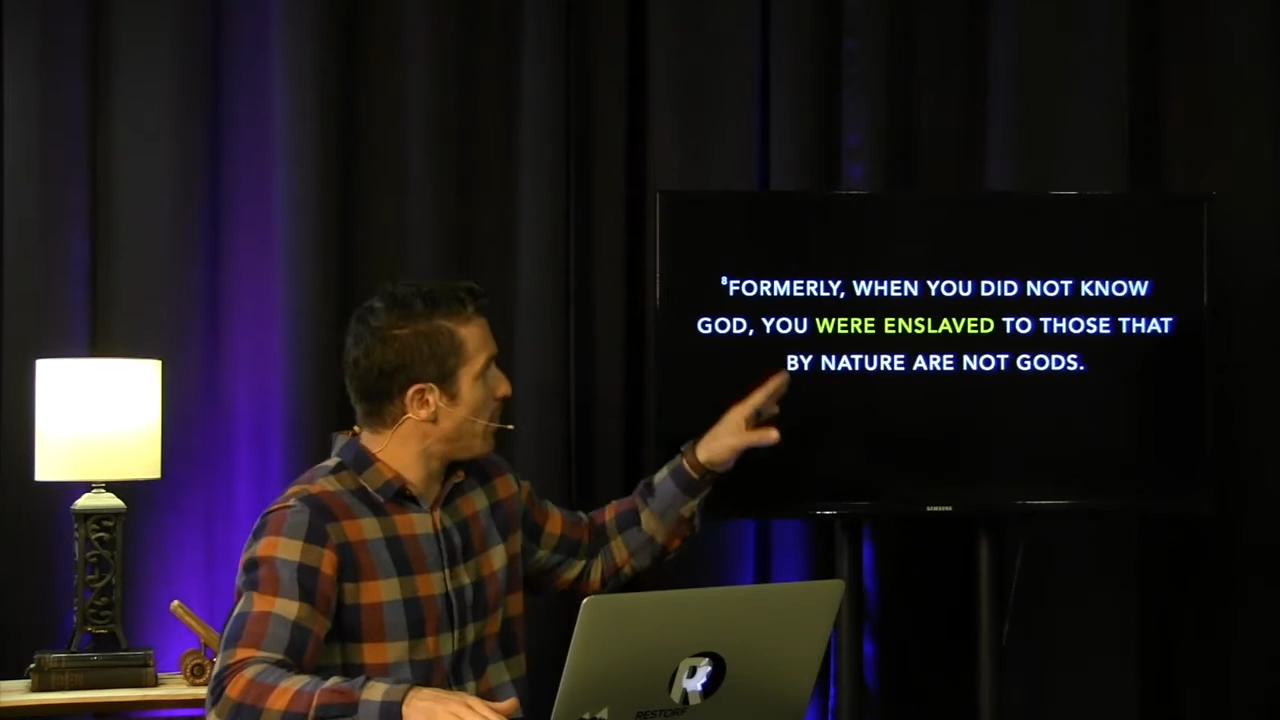 ⁸FORMERLY, WHEN YOU DID NOT KNOW
GOD, YOU WERE ENSLAVED TO THOSE THAT
BY NATURE ARE NOT GODS.
SAMSUNG
R
RESTORE